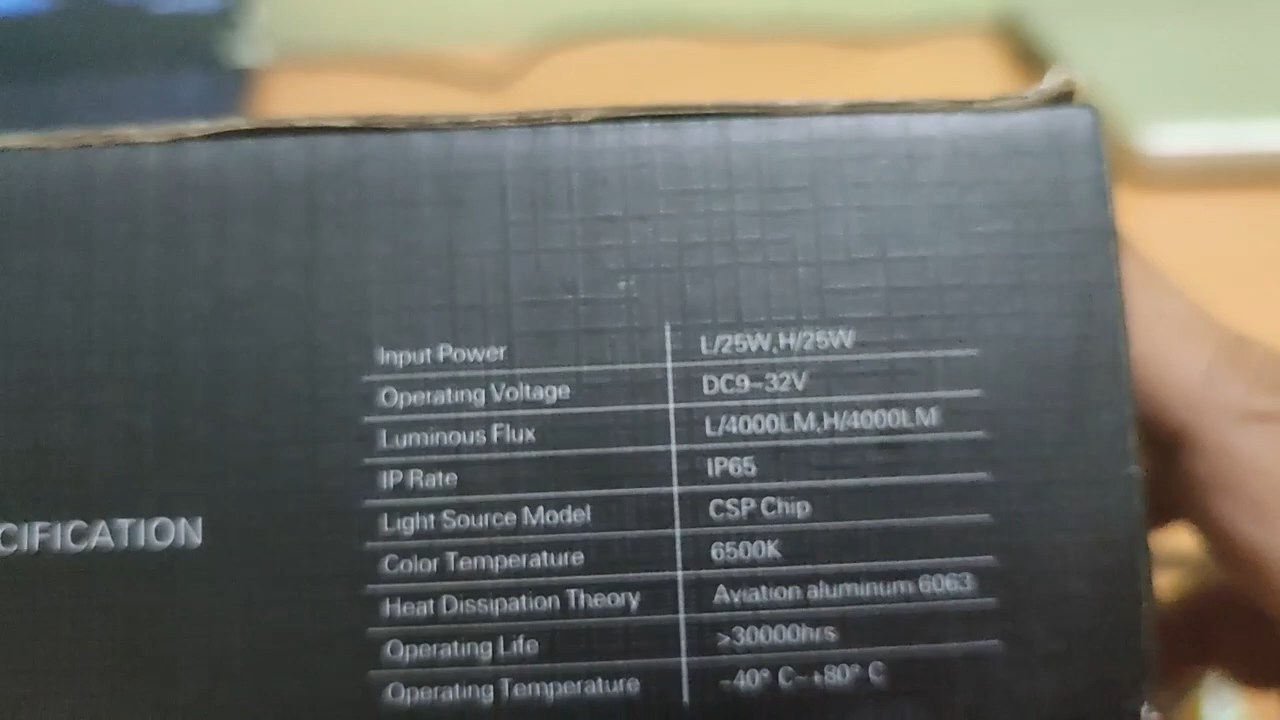 Input Power L/25W,H/25W
Operating Voltage DC9-32V
Luminous Flux L/4000LM,H/4000LM
IP Rate IP65
CIFICATION
Light Source Model CSP Chip
Color Temperature 6500K
Heat Dissipation Theory Aviation aluminum 6063
Operating Life >30000hrs
Operating Temperature -40° C-+80° C